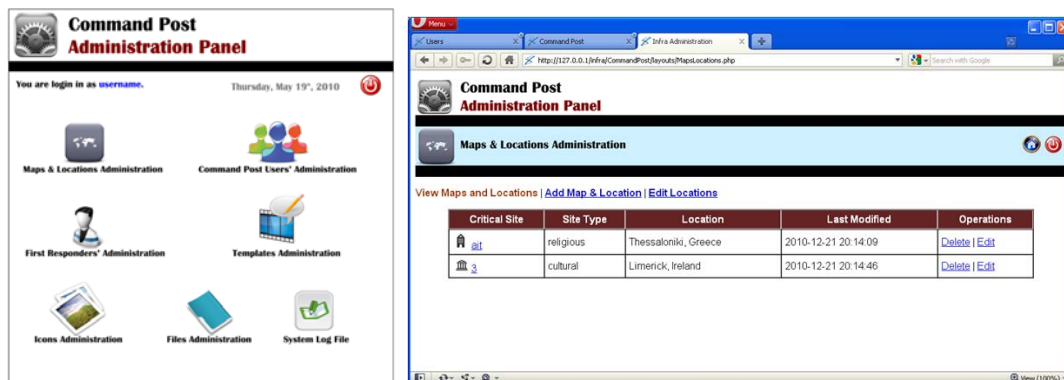 Command Post
Administration Panel
You are login in as username.
Thursday, May 19", 2010
Maps & Locations Administration
Command Post Users' Administration
First Responders' Administration
Templates Administration
Icons Administration
Files Administration
System Log File
Menu
Users
Command Post
Infra Administration
http://127.0.0.1/infra/CommandPost/layouts/MapsLocations.php
Search with Google
Command Post
Administration Panel
Maps & Locations Administration
View Maps and Locations | Add Map & Location | Edit Locations
Critical Site Site Type Location Last Modified Operations
ait religious Thessaloniki, Greece 2010-12-21 20:14:09 Delete | Edit
3 cultural Limerick, Ireland 2010-12-21 20:14:46 Delete | Edit
View (100%)